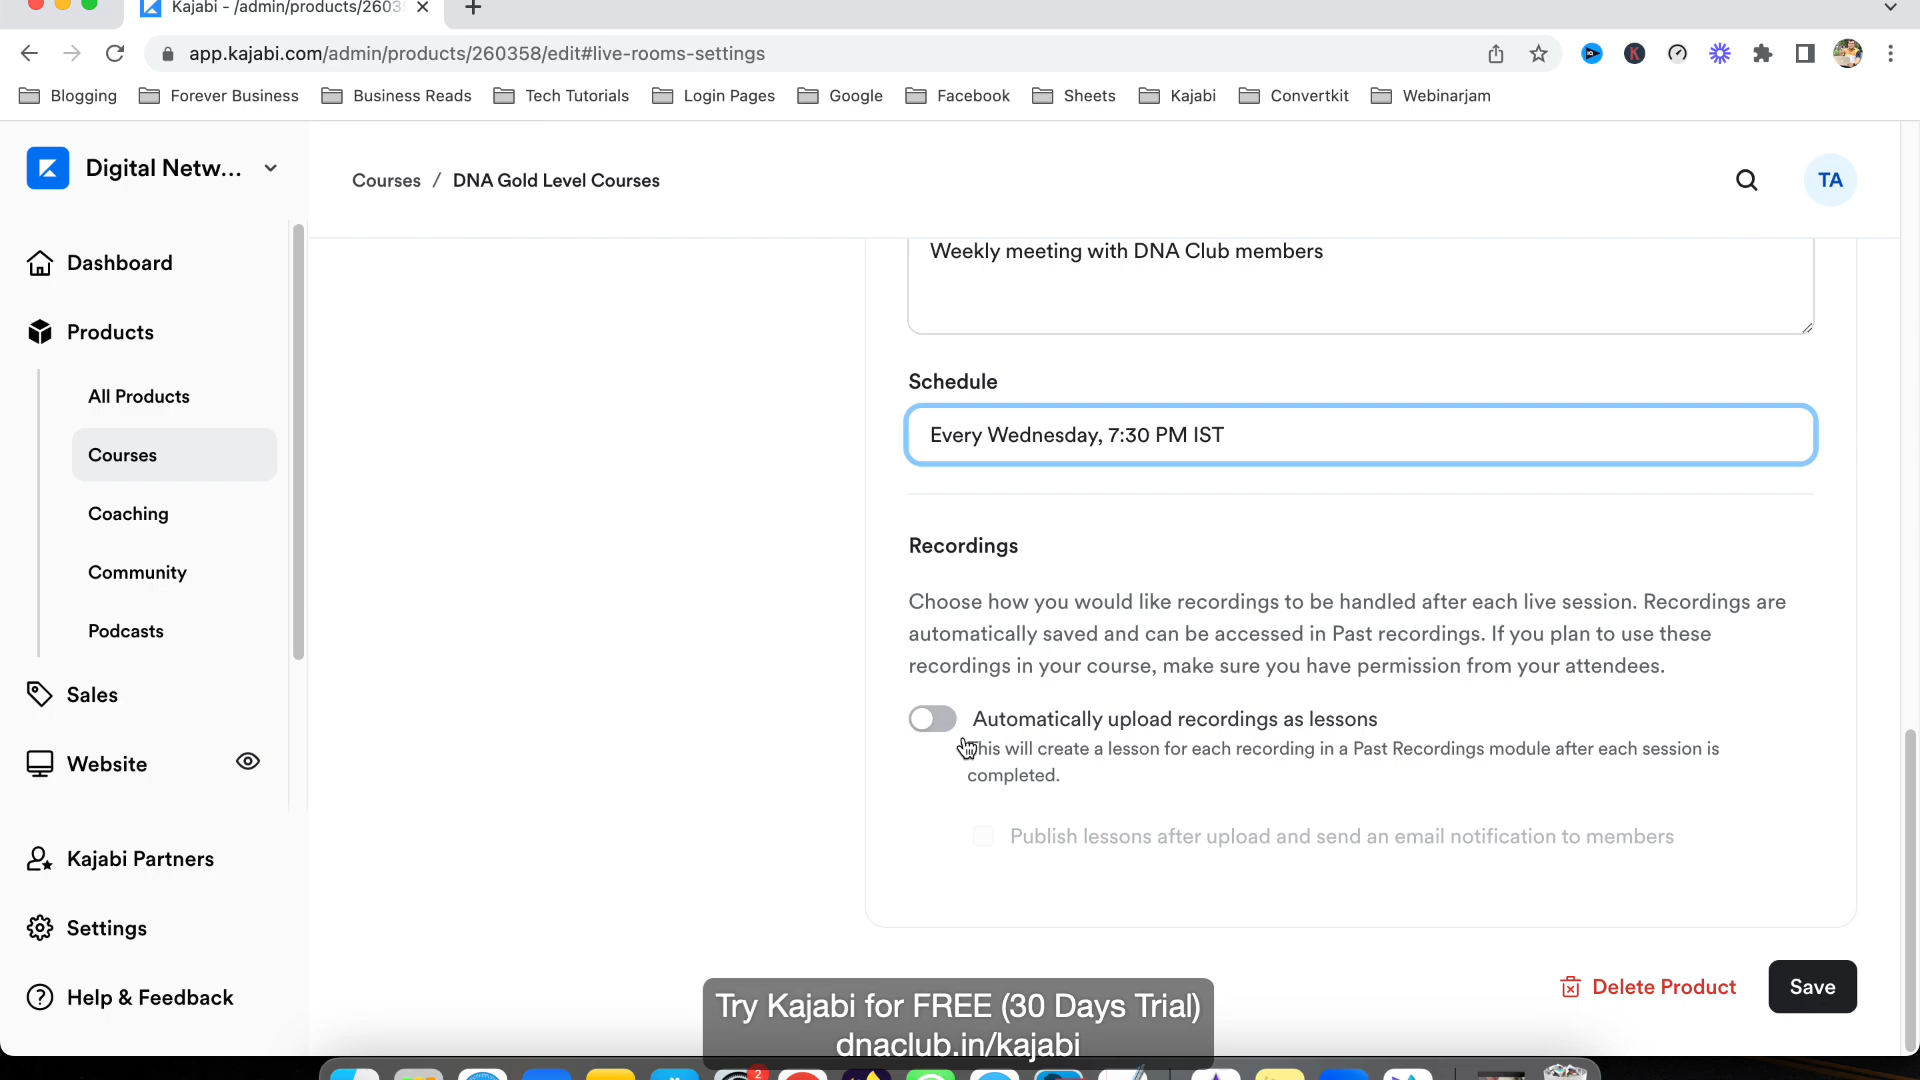 Kajabi - /admin/products/2603
app.kajabi.com/admin/products/260358/edit#live-rooms-settings
Blogging Forever Business Business Reads Tech Tutorials Login Pages Google Facebook Sheets Kajabi Convertkit Webinarjam
Digital Netw...
Courses / DNA Gold Level Courses
TA
Dashboard
Products
All Products
Courses
Coaching
Community
Podcasts
Sales
Website
Kajabi Partners
Settings
Help & Feedback
Weekly meeting with DNA Club members
Schedule
Every Wednesday, 7:30 PM IST
Recordings
Choose how you would like recordings to be handled after each live session. Recordings are
automatically saved and can be accessed in Past recordings. If you plan to use these
recordings in your course, make sure you have permission from your attendees.
Automatically upload recordings as lessons
This will create a lesson for each recording in a Past Recordings module after each session is
completed.
Publish lessons after upload and send an email notification to members
Delete Product
Save
Try Kajabi for FREE (30 Days Trial)
dnaclub.in/kajabi
2